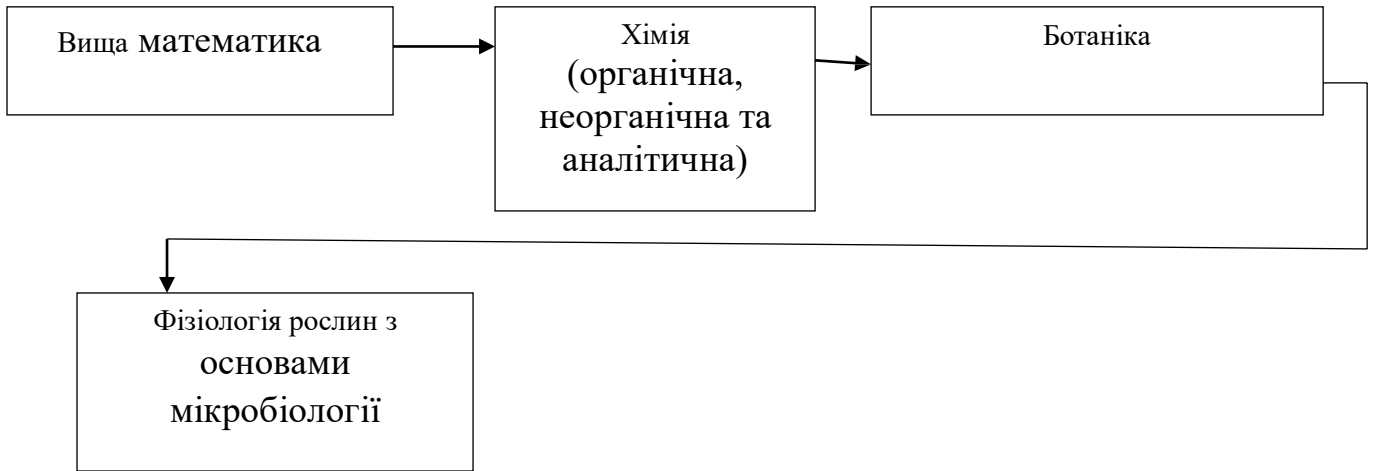 Вища математика
Хімія
(органічна,
неорганічна та
аналітична)
Ботаніка
Фізіологія рослин з
основами
мікробіології